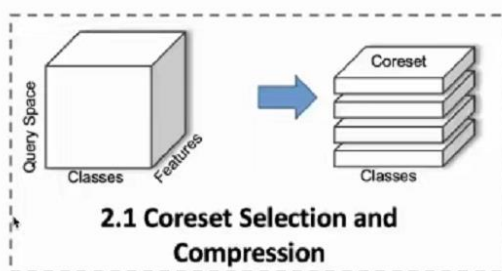 Query Space
Classes
Features
Coreset
Classes
2.1 Coreset Selection and
Compression